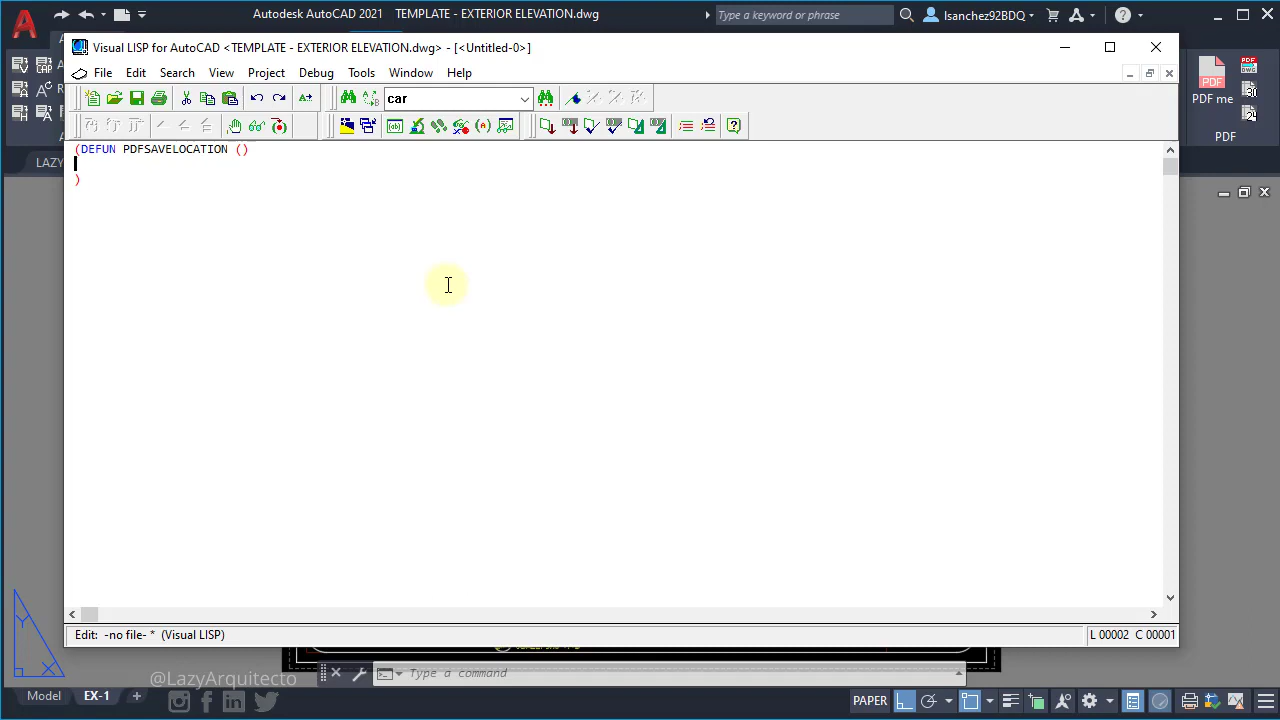 Autodesk AutoCAD 2021 TEMPLATE - EXTERIOR ELEVATION.dwg
Type a keyword or phrase
lsanchez92BDQ
Visual LISP for AutoCAD <TEMPLATE - EXTERIOR ELEVATION.dwg> - [<Untitled-0>]
File Edit Search View Project Debug Tools Window Help
car
PDF
PDF me
PDF
LAZY
(DEFUN PDFSAVELOCATION ()
)
Edit: -no file- * (Visual LISP)
L 00002 C 00001
Y
X
@LazyArquitecto
Type a command
Model EX-1 +
PAPER